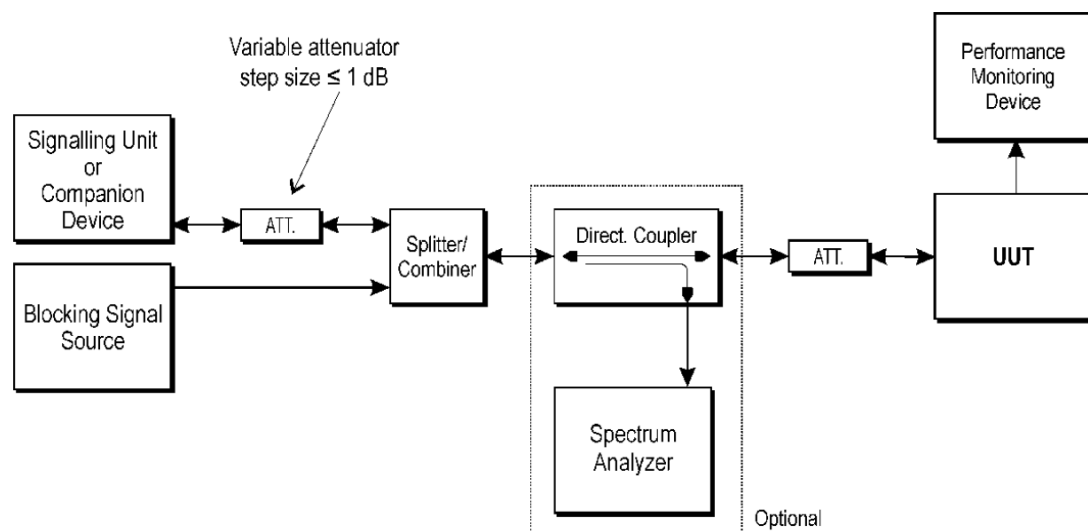 Variable attenuator
step size ≤ 1 dB
Performance
Monitoring
Device
Signalling Unit
or
Companion
Device
ATT.
Splitter/
Combiner
Direct. Coupler
ATT.
UUT
Blocking Signal
Source
Spectrum
Analyzer
Optional